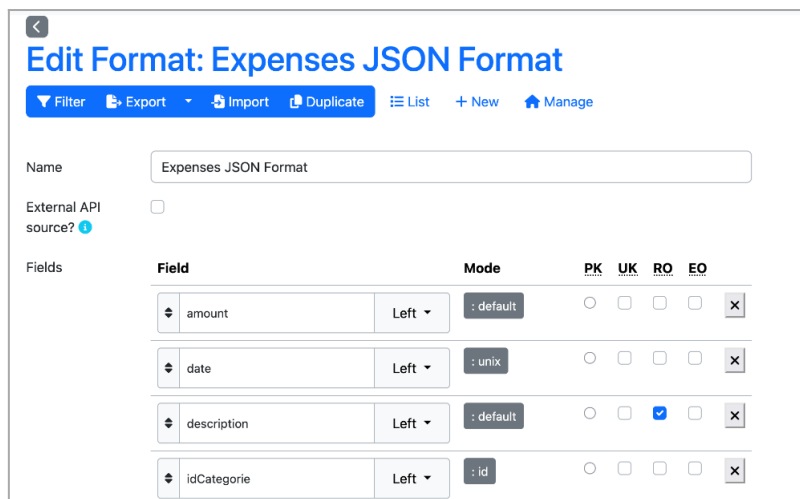 Edit Format: Expenses JSON Format
Filter Export Import Duplicate List + New Manage
Name Expenses JSON Format
External API
source?
Fields Field Mode PK UK RO EO
amount Left : default
date Left : unix
description Left : default
idCategorie Left : id